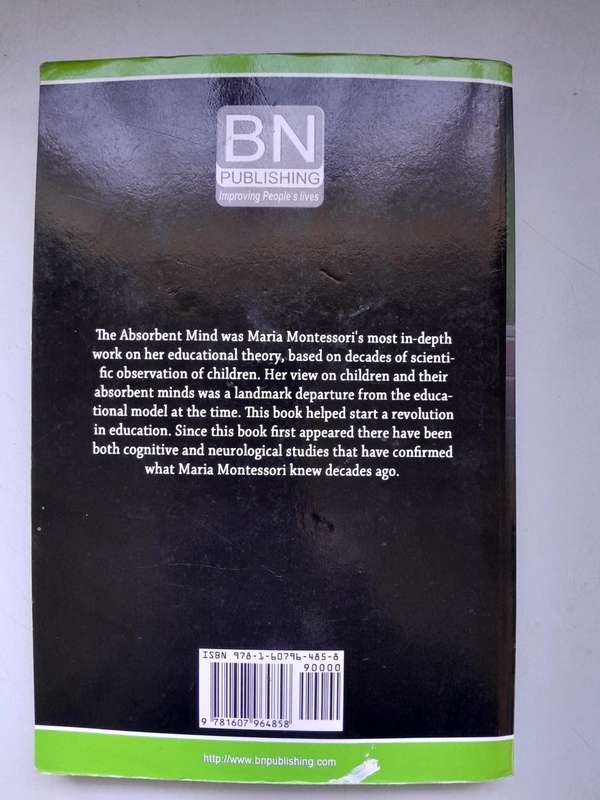 BN
PUBLISHING
Improving People's lives
The Absorbent Mind was Maria Montessori's most in-depth
work on her educational theory, based on decades of scienti-
fic observation of children. Her view on children and their
absorbent minds was a landmark departure from the educa-
tional model at the time. This book helped start a revolution
in education. Since this book first appeared there have been
both cognitive and neurological studies that have confirmed
what Maria Montessori knew decades ago.
ISBN 978-1-60796-485-8
90000
9 781607 964858
http://www.bnpublishing.com